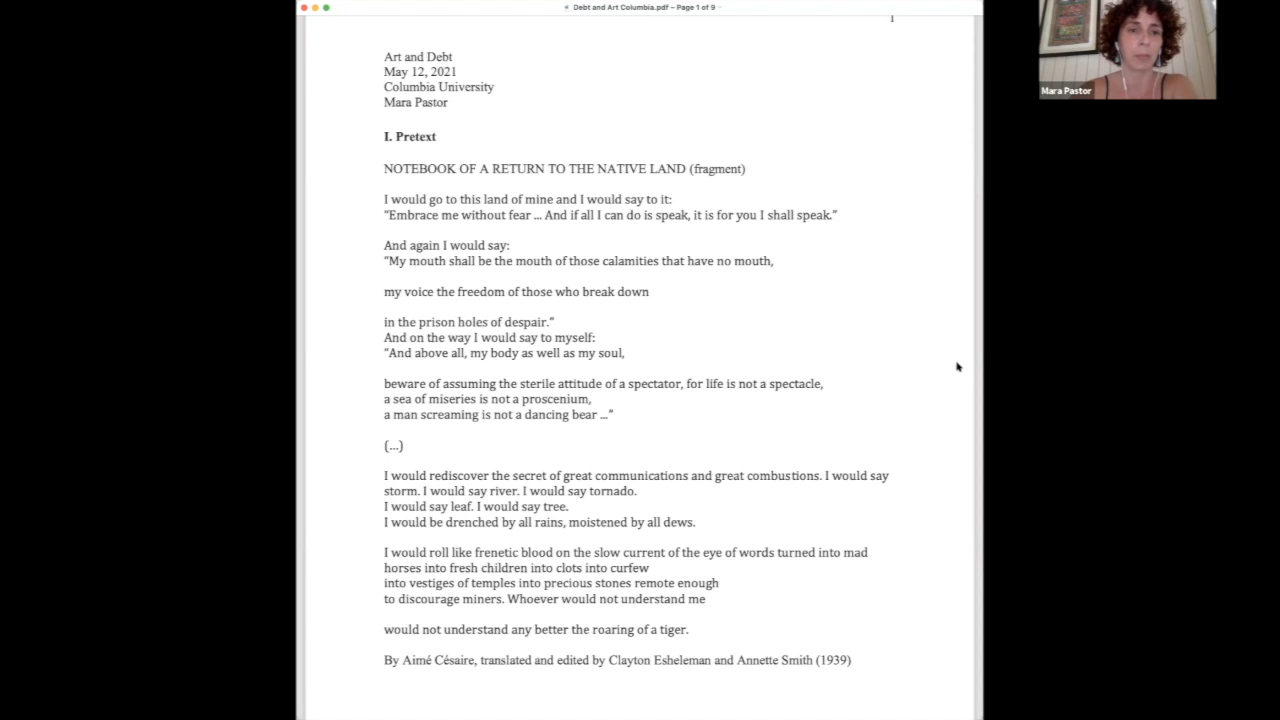 Debt and Art Columbia.pdf – Page 1 of 9
1
Art and Debt
May 12, 2021
Columbia University
Mara Pastor
I. Pretext
NOTEBOOK OF A RETURN TO THE NATIVE LAND (fragment)
I would go to this land of mine and I would say to it:
“Embrace me without fear ... And if all I can do is speak, it is for you I shall speak.”
And again I would say:
“My mouth shall be the mouth of those calamities that have no mouth,
my voice the freedom of those who break down
in the prison holes of despair.”
And on the way I would say to myself:
“And above all, my body as well as my soul,
beware of assuming the sterile attitude of a spectator, for life is not a spectacle,
a sea of miseries is not a proscenium,
a man screaming is not a dancing bear ...”
(...)
I would rediscover the secret of great communications and great combustions. I would say
storm. I would say river. I would say tornado.
I would say leaf. I would say tree.
I would be drenched by all rains, moistened by all dews.
I would roll like frenetic blood on the slow current of the eye of words turned into mad
horses into fresh children into clots into curfew
into vestiges of temples into precious stones remote enough
to discourage miners. Whoever would not understand me
would not understand any better the roaring of a tiger.
By Aimé Césaire, translated and edited by Clayton Esheleman and Annette Smith (1939)
Mara Pastor